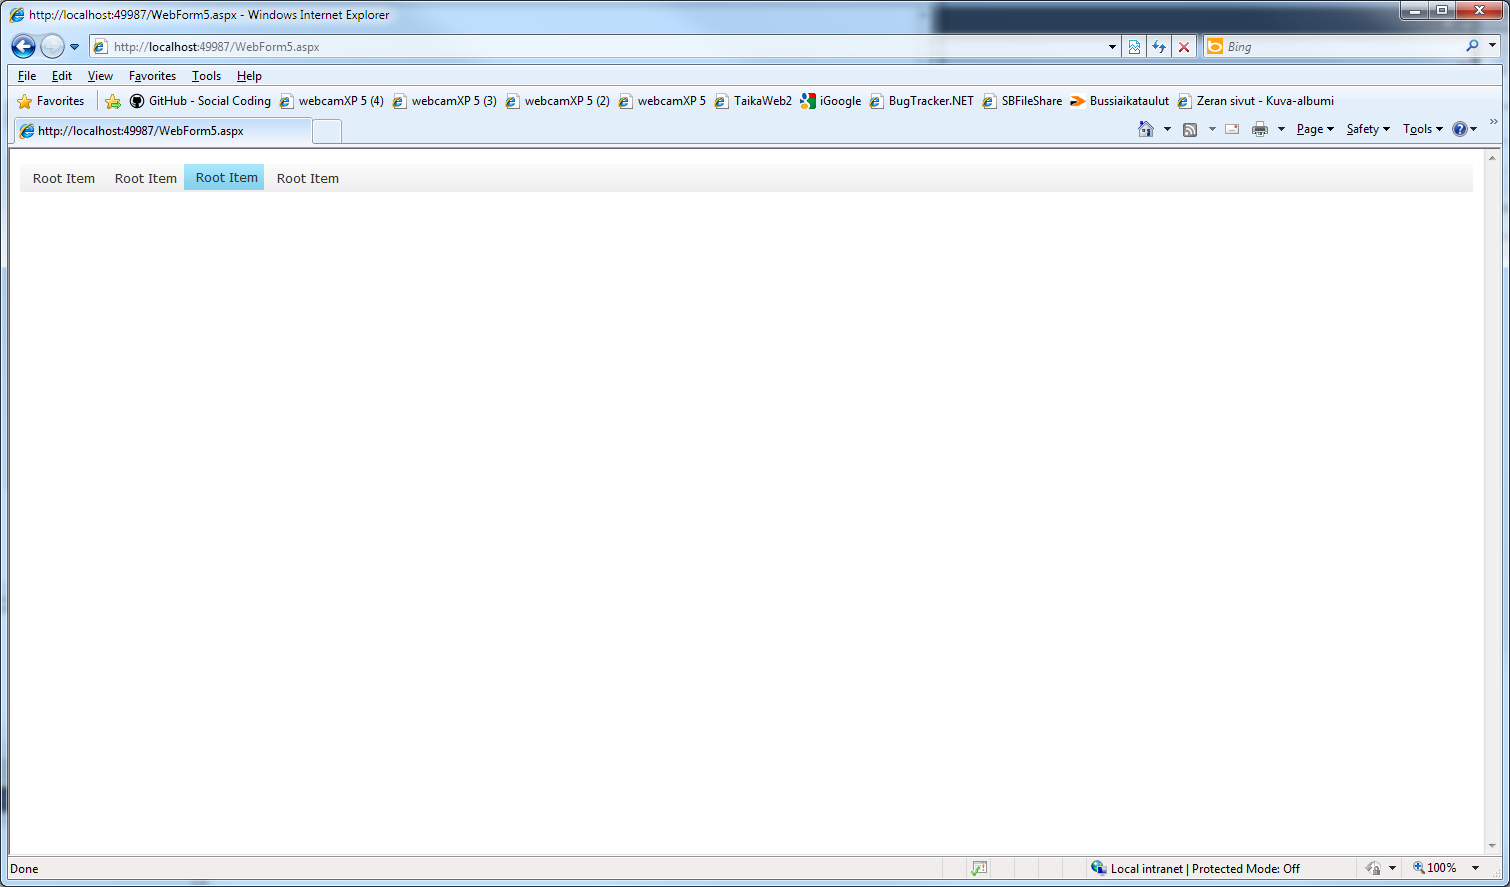 http://localhost:49987/WebForm5.aspx - Windows Internet Explorer
http://localhost:49987/WebForm5.aspx Bing
File Edit View Favorites Tools Help
Favorites GitHub - Social Coding webcamXP 5 (4) webcamXP 5 (3) webcamXP 5 (2) webcamXP 5 TaikaWeb2 iGoogle BugTracker.NET SBFileShare Bussiaikataulut Zeran sivut - Kuva-albumi
http://localhost:49987/WebForm5.aspx Page Safety Tools
Root Item Root Item Root Item Root Item
Done Local intranet | Protected Mode: Off 100%